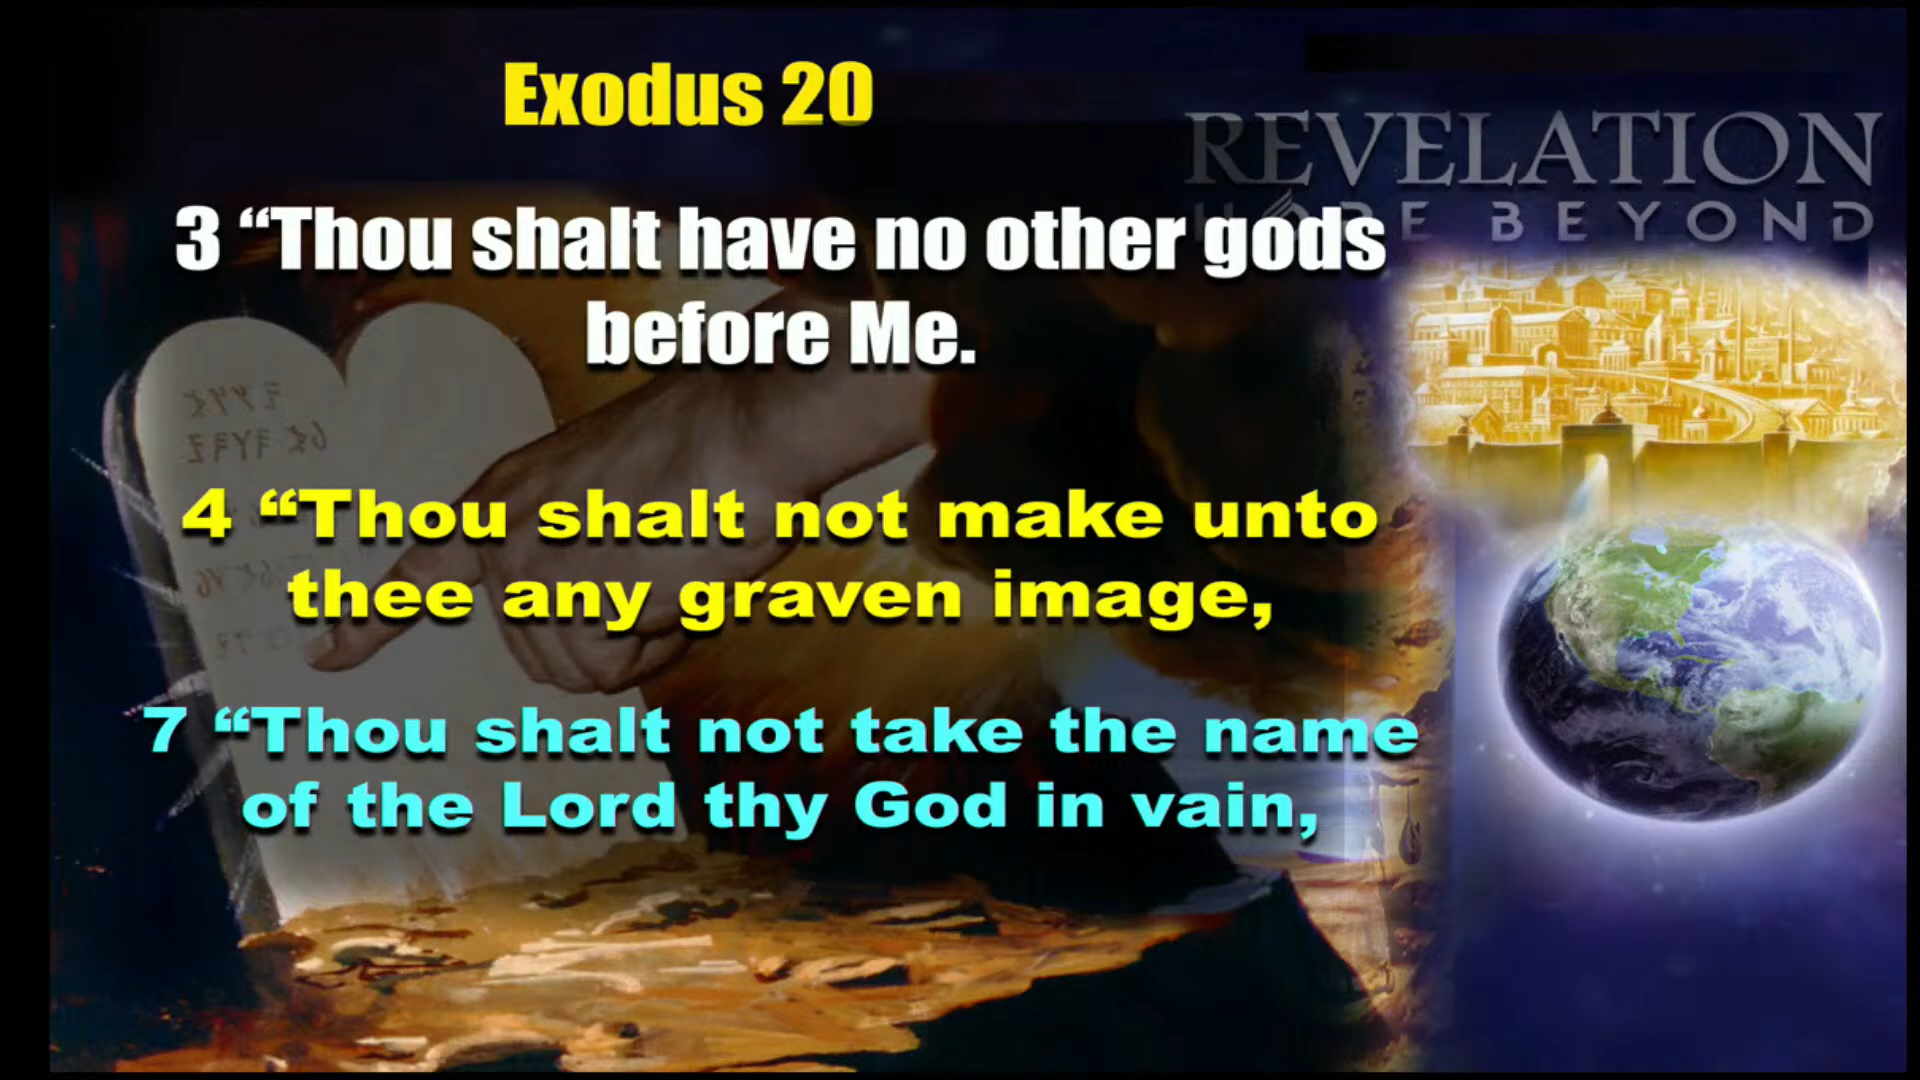 Exodus 20
REVELATION
HOPE BEYOND
3 “Thou shalt have no other gods
before Me.
4 “Thou shalt not make unto
thee any graven image,
7 “Thou shalt not take the name
of the Lord thy God in vain,